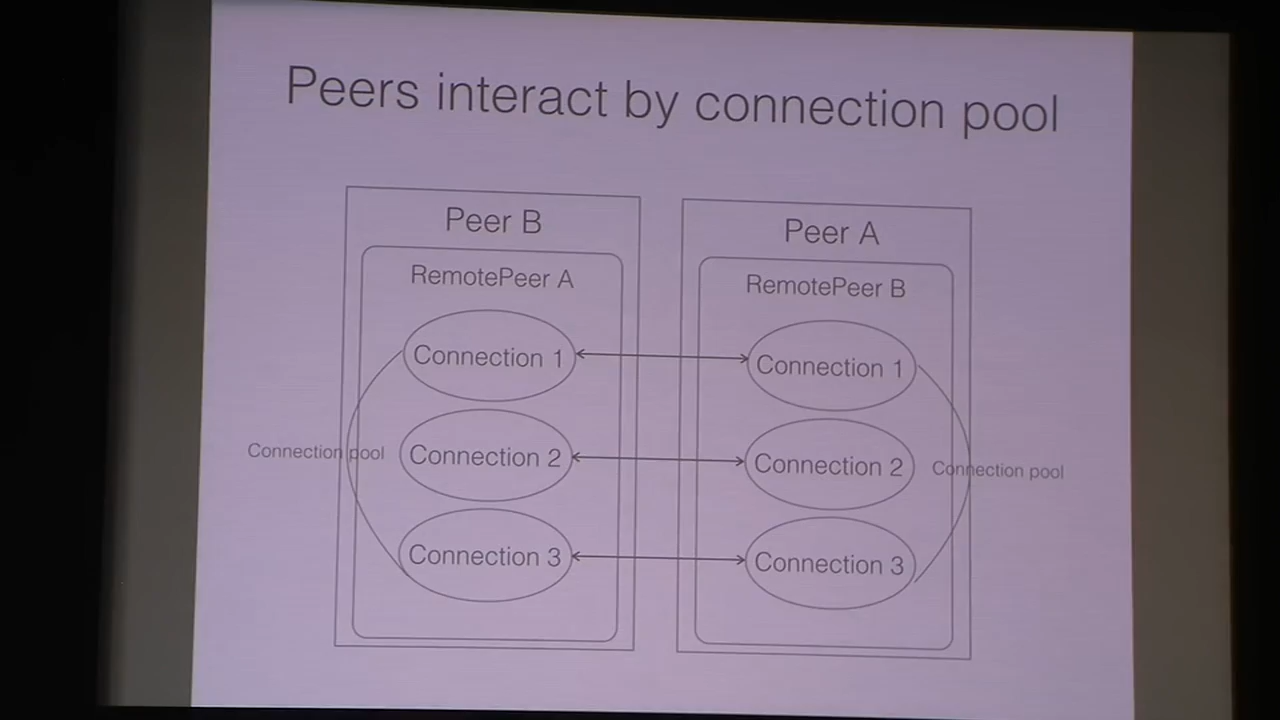 Peers interact by connection pool
Peer B
RemotePeer A
Connection 1
Connection 2
Connection 3
Connection pool
Peer A
RemotePeer B
Connection 1
Connection 2
Connection 3
Connection pool